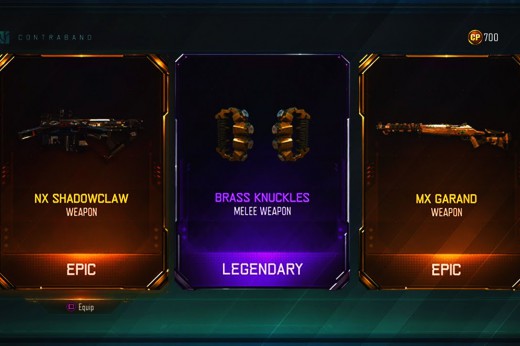 CONTRABAND
CP 700
NX SHADOWCLAW
WEAPON
EPIC
BRASS KNUCKLES
MELEE WEAPON
LEGENDARY
MX GARAND
WEAPON
EPIC
Equip